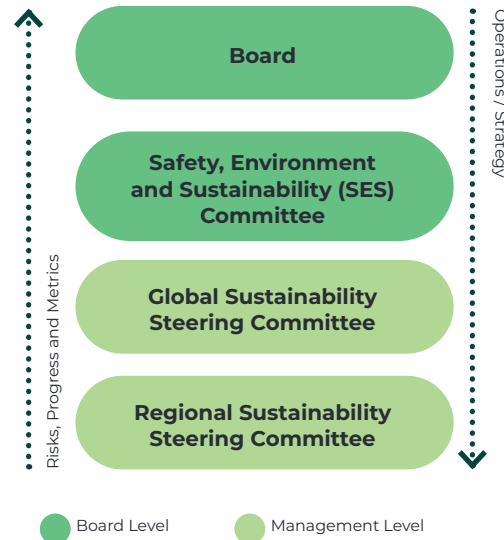 Board
Safety, Environment
and Sustainability (SES)
Committee
Global Sustainability
Steering Committee
Regional Sustainability
Steering Committee
Risks, Progress and Metrics
Operations / Strategy
Board Level
Management Level